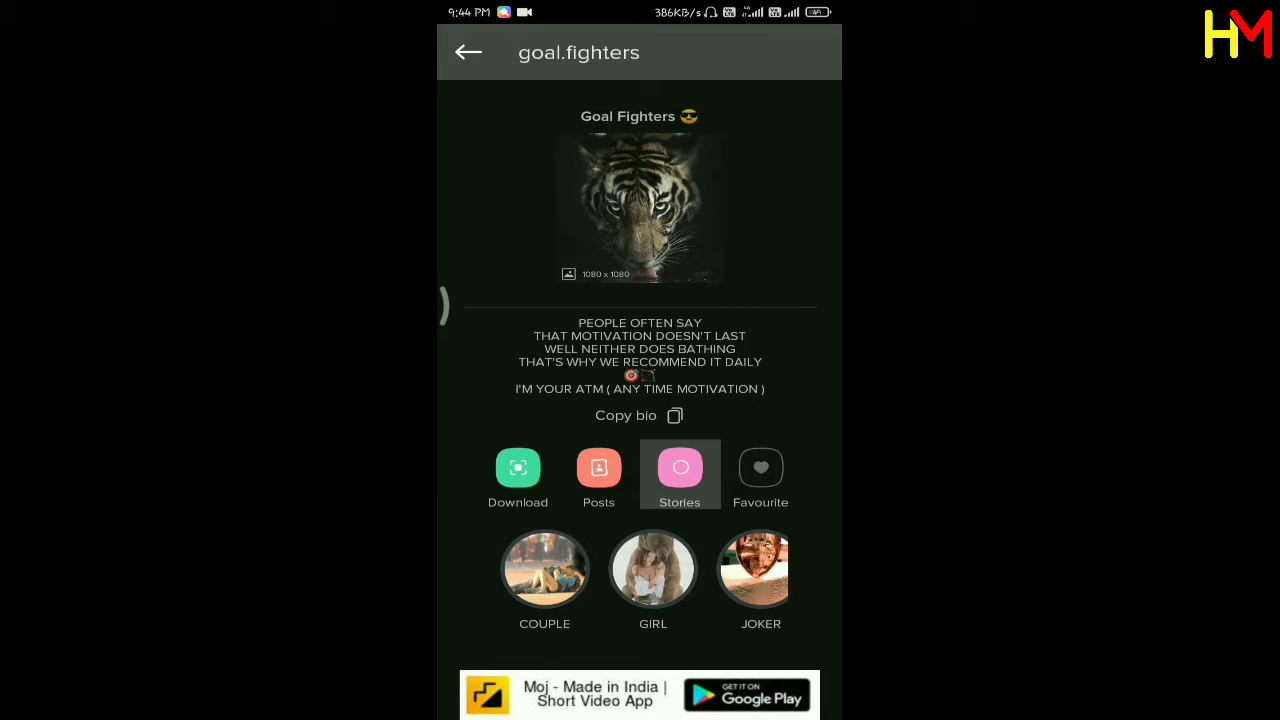 9:44 PM 386KB/s 49
HM
goal.fighters
Goal Fighters 😎
1080 x 1080
PEOPLE OFTEN SAY
THAT MOTIVATION DOESN'T LAST
WELL NEITHER DOES BATHING
THAT'S WHY WE RECOMMEND IT DAILY
🎯🏹
I'M YOUR ATM ( ANY TIME MOTIVATION )
Copy bio
Download Posts Stories Favourite
COUPLE GIRL JOKER
Moj - Made in India |
Short Video App
GET IT ON
Google Play